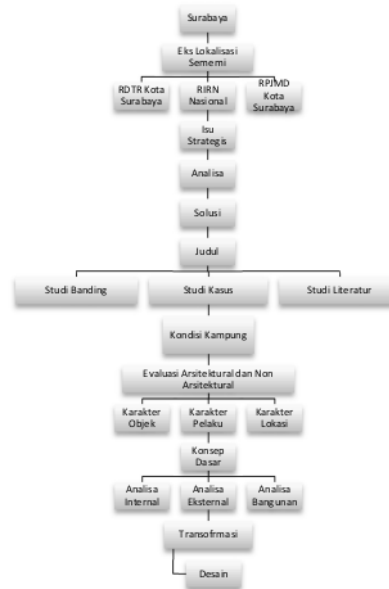 Surabaya
Eks Lokalisasi
Sememi
RDTR Kota
Surabaya
RIRN
Nasional
RPJMD
Kota
Surabaya
Isu
Strategis
Analisa
Solusi
Judul
Studi Banding
Studi Kasus
Studi Literatur
Kondisi Kampung
Evaluasi Arsitektural dan Non
Arsitektural
Karakter
Objek
Karakter
Pelaku
Karakter
Lokasi
Konsep
Dasar
Analisa
Internal
Analisa
Eksternal
Analisa
Bangunan
Transofrmasi
Desain